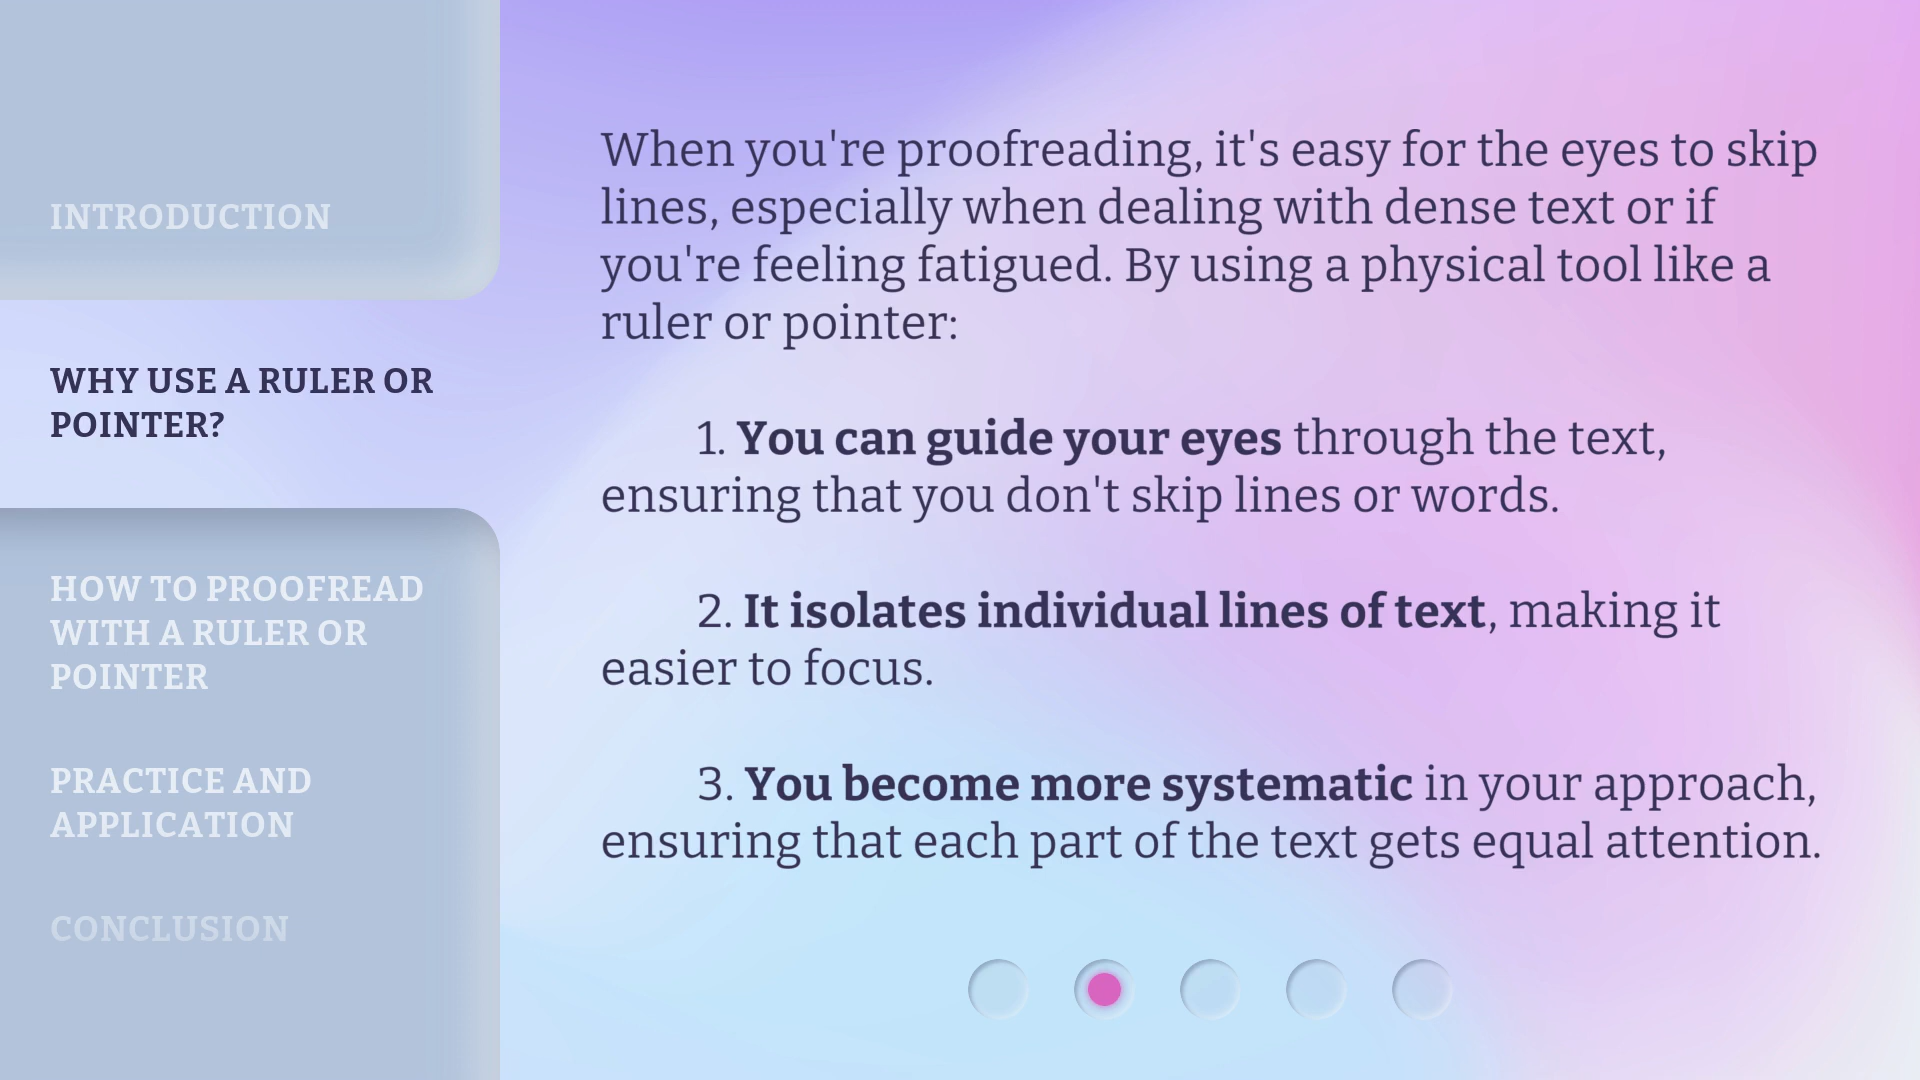 INTRODUCTION
WHY USE A RULER OR
POINTER?
HOW TO PROOFREAD
WITH A RULER OR
POINTER
PRACTICE AND
APPLICATION
CONCLUSION
When you're proofreading, it's easy for the eyes to skip
lines, especially when dealing with dense text or if
you're feeling fatigued. By using a physical tool like a
ruler or pointer:
1. You can guide your eyes through the text,
ensuring that you don't skip lines or words.
2. It isolates individual lines of text, making it
easier to focus.
3. You become more systematic in your approach,
ensuring that each part of the text gets equal attention.